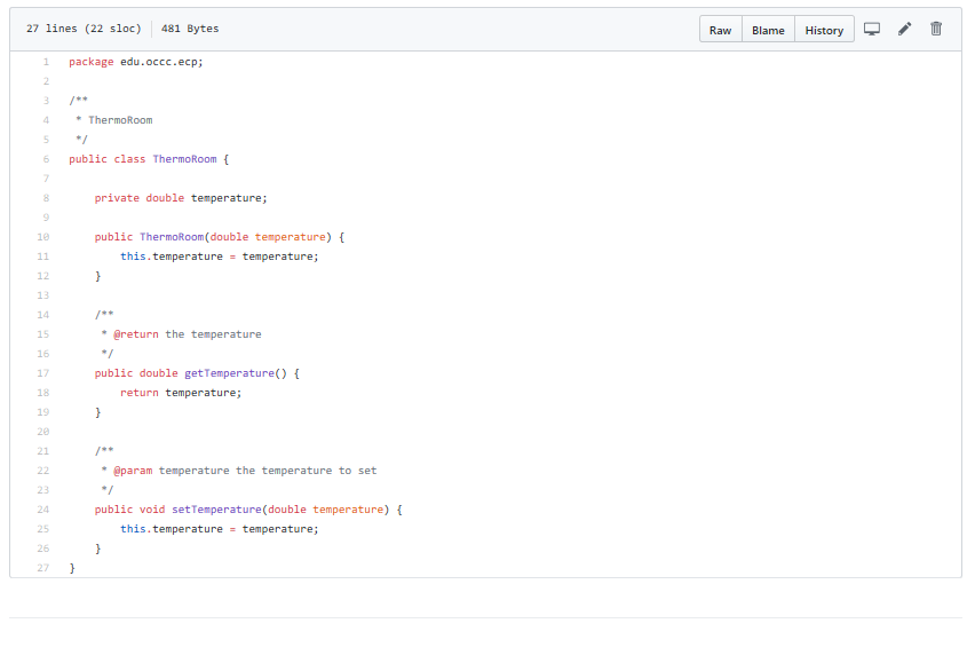 27 lines (22 sloc) 481 Bytes Raw Blame History
1 package edu.occc.ecp;
2
3 /**
4  * ThermoRoom
5  */
6 public class ThermoRoom {
7
8     private double temperature;
9
10     public ThermoRoom(double temperature) {
11         this.temperature = temperature;
12     }
13
14     /**
15      * @return the temperature
16      */
17     public double getTemperature() {
18         return temperature;
19     }
20
21     /**
22      * @param temperature the temperature to set
23      */
24     public void setTemperature(double temperature) {
25         this.temperature = temperature;
26     }
27 }